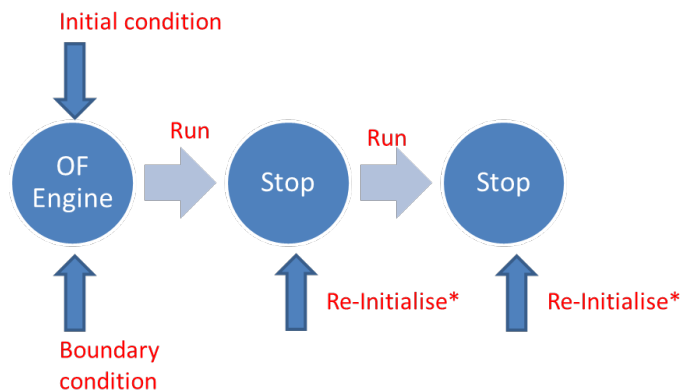 Initial condition
Run
Run
OF
Engine
Stop
Stop
Re-Initialise*
Re-Initialise*
Boundary
condition